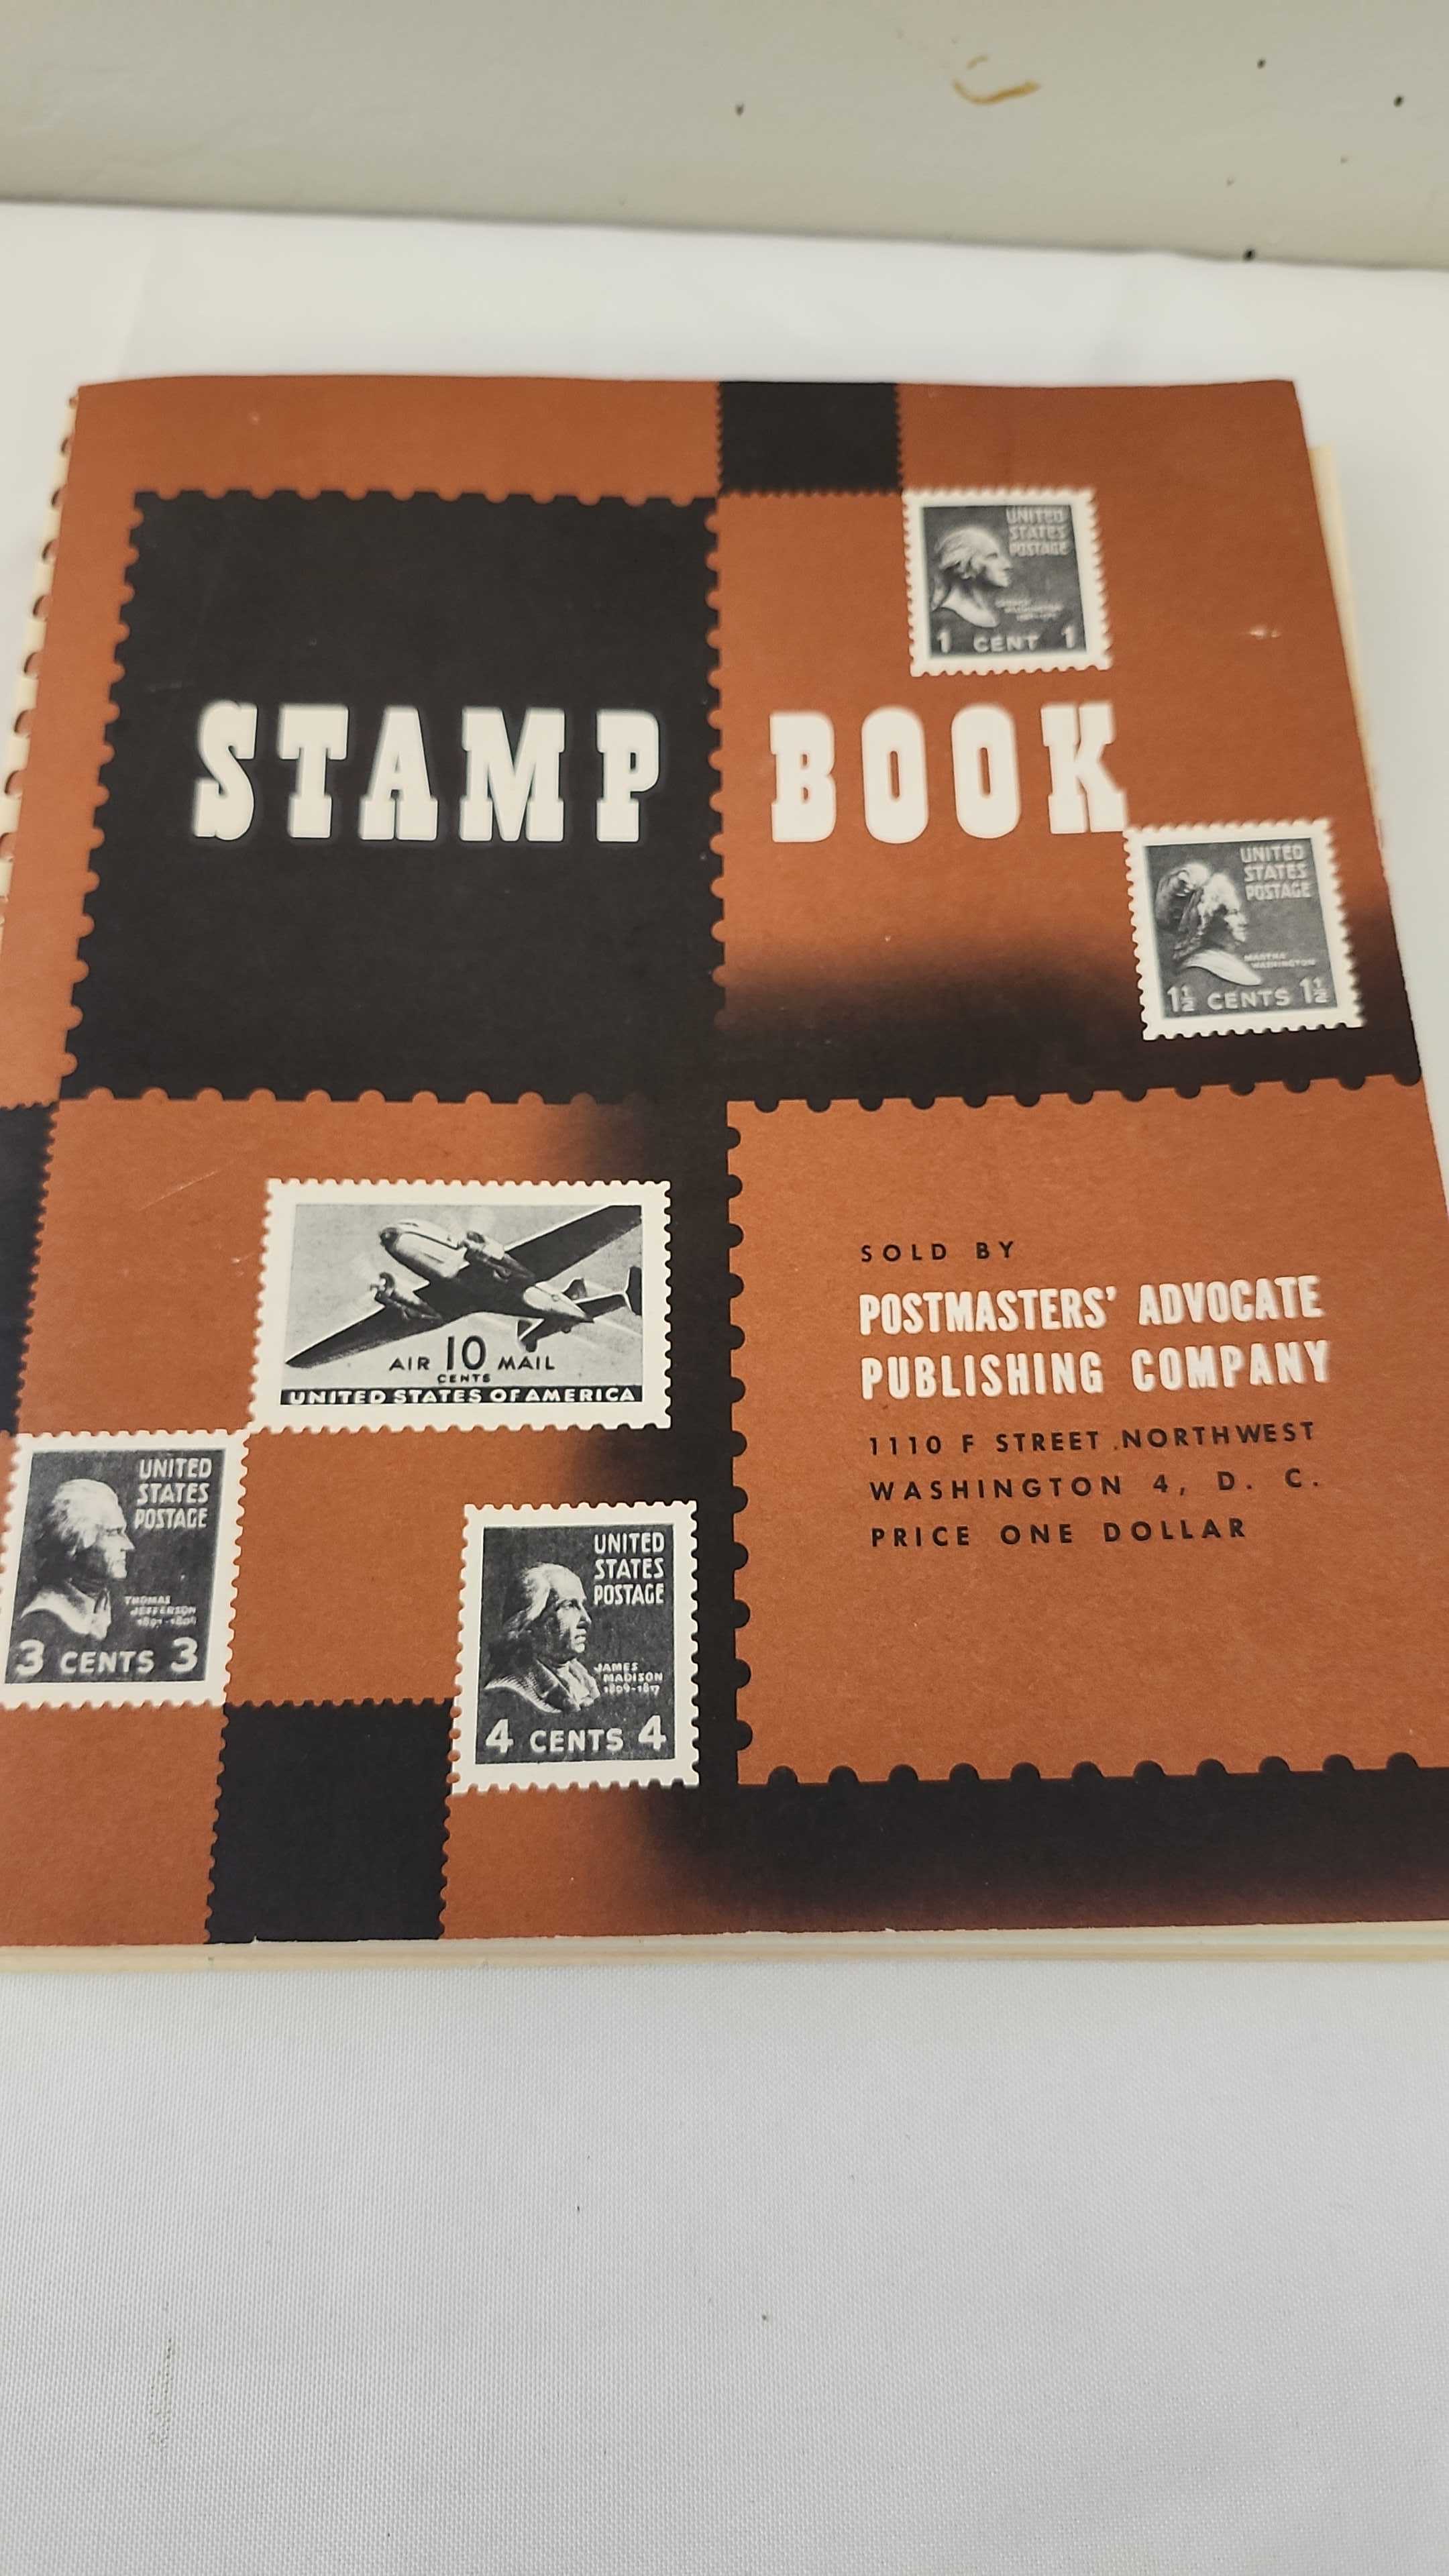 STAMP BOOK
UNITED
STATES
POSTAGE
1 CENT 1
UNITED
STATES
POSTAGE
MARTHA
WASHINGTON
1½ CENTS 1½
AIR 10 MAIL
CENTS
UNITED STATES OF AMERICA
UNITED
STATES
POSTAGE
THOMAS
JEFFERSON
1801-1809
3 CENTS 3
UNITED
STATES
POSTAGE
JAMES
MADISON
1809-1817
4 CENTS 4
SOLD BY
POSTMASTERS' ADVOCATE
PUBLISHING COMPANY
1110 F STREET NORTHWEST
WASHINGTON 4, D. C.
PRICE ONE DOLLAR